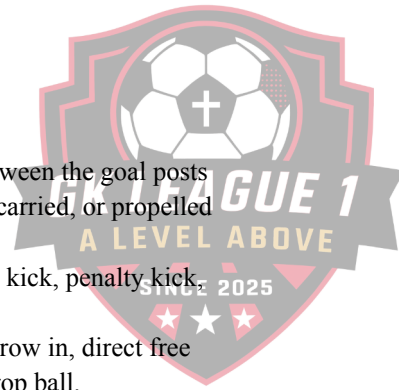 ween the goal posts
carried, or propelled
GK LEAGUE 1
A LEVEL ABOVE
kick, penalty kick,
SINCE 2025
row in, direct free
rop ball.